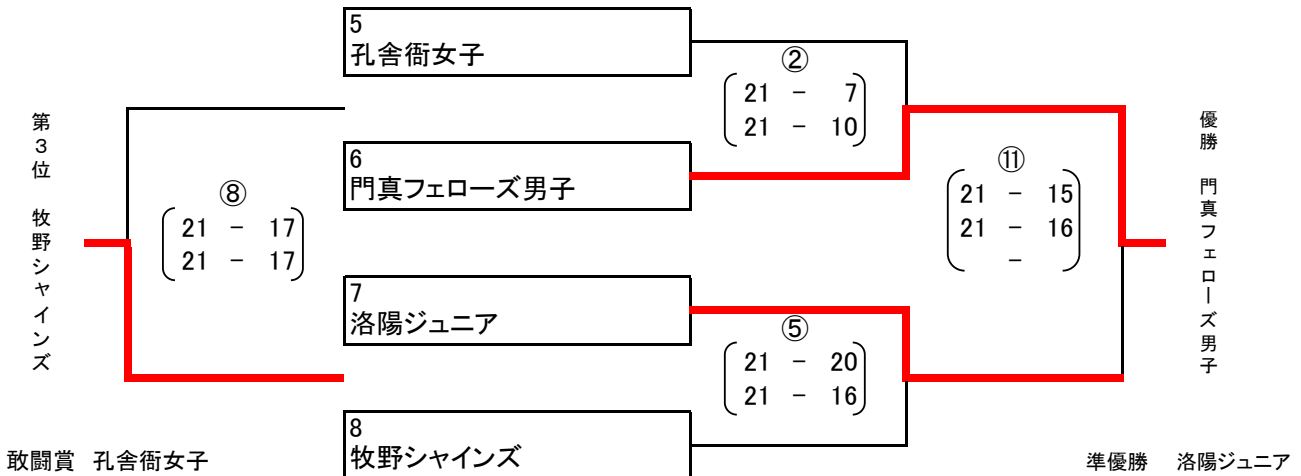 5
孔舎衙女子
②
21 － 7
21 － 10
6
門真フェローズ男子
⑪
21 － 15
21 － 16
－
第3位 牧野シャインズ
⑧
21 － 17
21 － 17
優勝 門真フェローズ男子
7
洛陽ジュニア
⑤
21 － 20
21 － 16
8
牧野シャインズ
敢闘賞 孔舎衙女子
準優勝 洛陽ジュニア